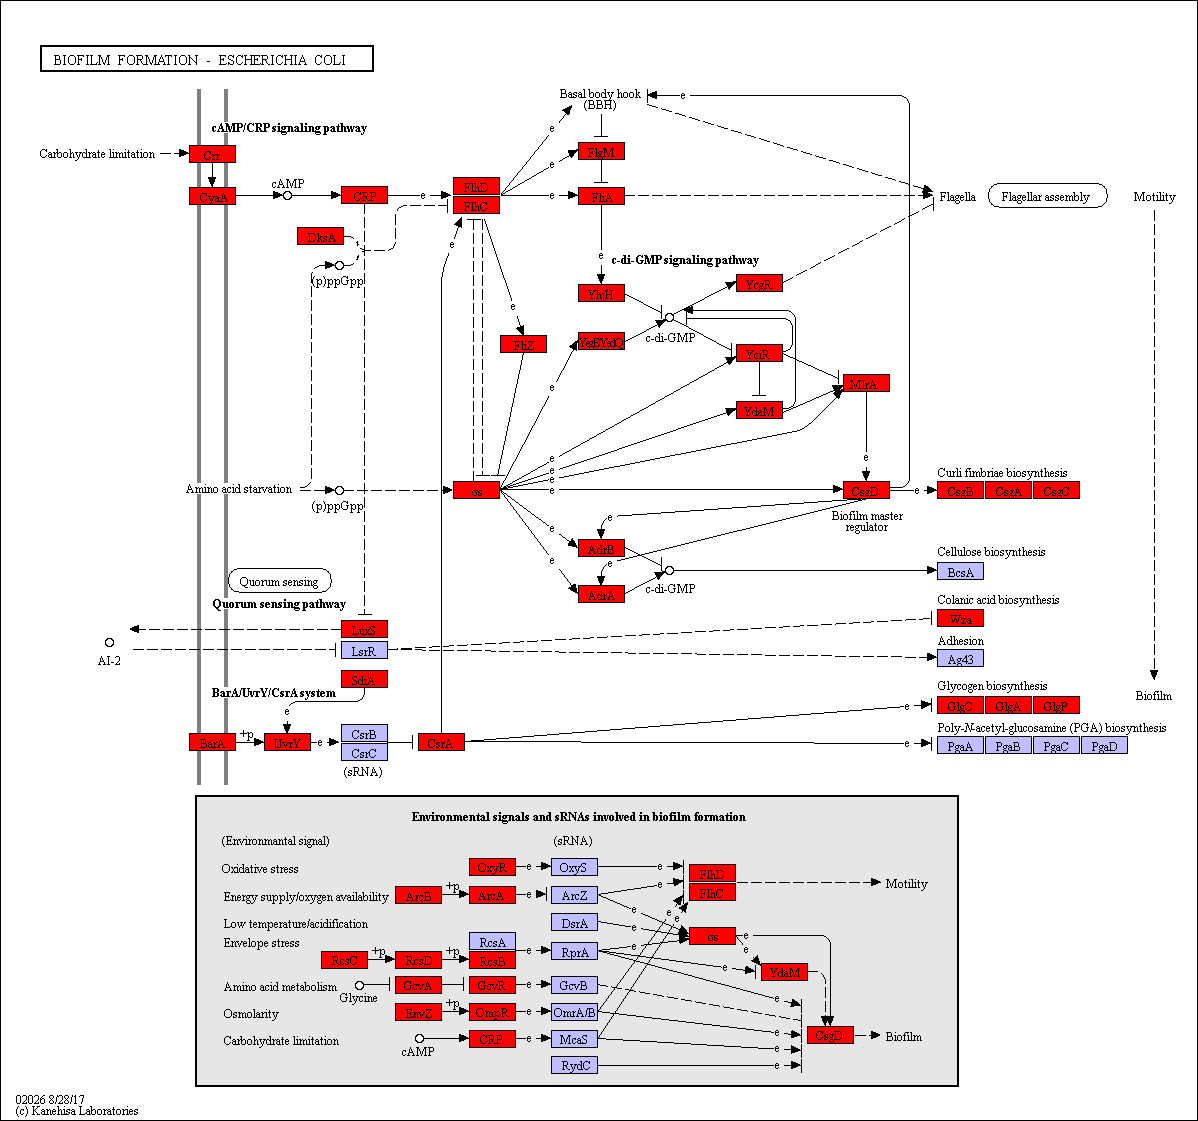 BIOFILM FORMATION - ESCHERICHIA COLI
Basal body hook
(BBH)
e
cAMP/CRP signaling pathway
Carbohydrate limitation
Crr
FlgM
CyaA
cAMP
CRP
e
FlhD
FlhC
e
e
e
FliA
Flagella
Flagellar assembly
Motility
DksA
e
(p)ppGpp
e
c-di-GMP signaling pathway
YhjH
YcgR
e
c-di-GMP
FliZ
YegE
YdaM
YciR
MlrA
e
e
Amino acid starvation
(p)ppGpp
σs
e
e
e
e
CsgD
e
Curli fimbriae biosynthesis
CsgB
CsgA
CsgC
Biofilm master
regulator
e
e
e
AdrB
e
AdrA
c-di-GMP
Cellulose biosynthesis
BcsA
Quorum sensing
Quorum sensing pathway
Colanic acid biosynthesis
Wza
LuxS
LsrR
AI-2
Adhesion
Ag43
SdiA
BarA/UvrY/CsrA system
Glycogen biosynthesis
GlgC
GlgA
GlgP
e
e
Biofilm
BarA
+p
UvrY
e
CsrB
CsrC
(sRNA)
CsrA
Poly-N-acetyl-glucosamine (PGA) biosynthesis
e
PgaA
PgaB
PgaC
PgaD
Environmental signals and sRNAs involved in biofilm formation
(Environmantal signal)
(sRNA)
Oxidative stress
OxyR
e
OxyS
e
FlhD
FlhC
Motility
Energy supply/oxygen availability
ArcB
+p
ArcA
e
ArcZ
e
e
e
e
Low temperature/acidification
DsrA
e
σs
e
Envelope stress
RcsC
+p
RcsD
+p
RcsA
RcsB
e
RprA
e
e
e
YdaM
Amino acid metabolism
Glycine
GcvA
GcvR
e
GcvB
e
Osmolarity
EnvZ
+p
OmpR
e
OmrA/B
e
CsgD
Biofilm
Carbohydrate limitation
cAMP
CRP
e
McaS
e
RydC
e
02026 8/28/17
(c) Kanehisa Laboratories